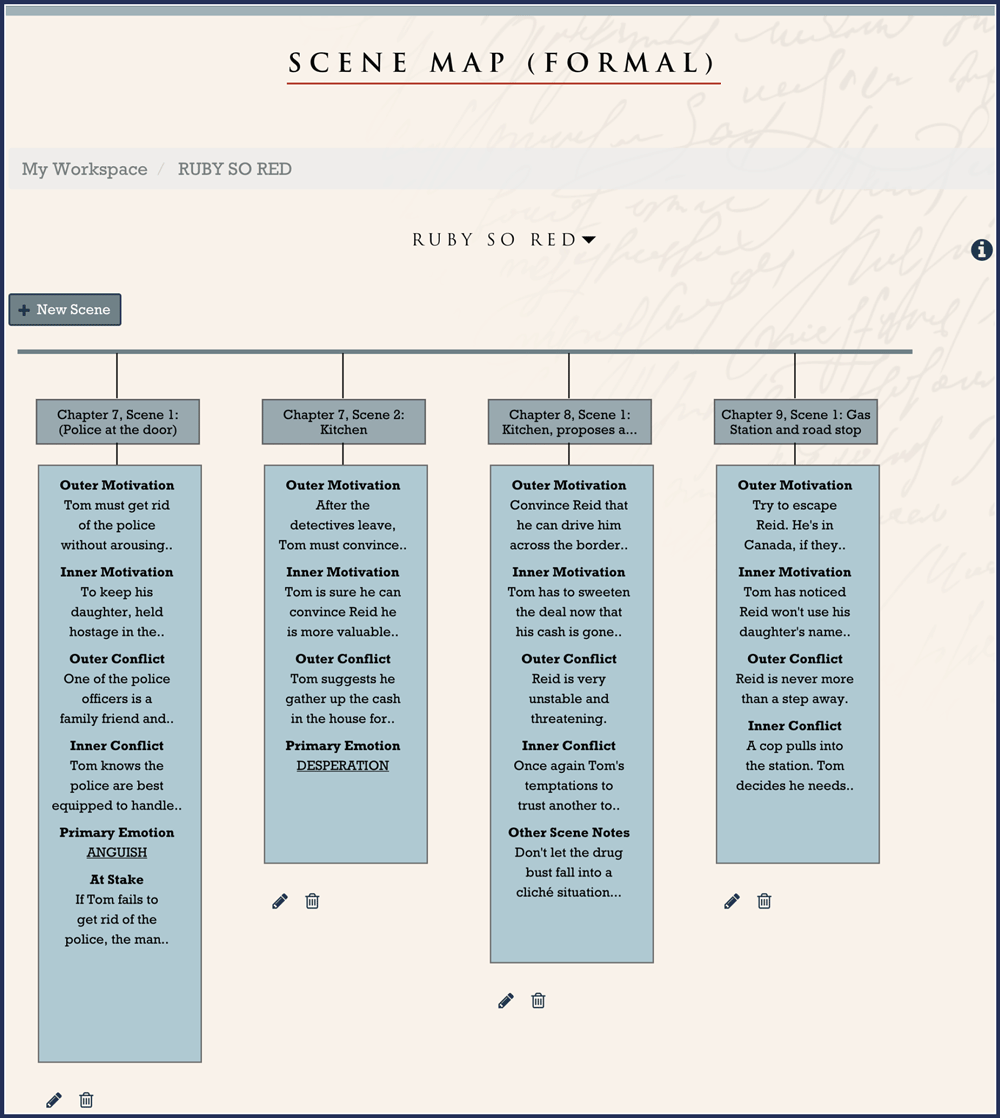 SCENE MAP (FORMAL)
My Workspace / RUBY SO RED
RUBY SO RED
New Scene
Chapter 7, Scene 1:
(Police at the door)
Outer Motivation
Tom must get rid
of the police
without arousing..
Inner Motivation
To keep his
daughter, held
hostage in the..
Outer Conflict
One of the police
officers is a
family friend and..
Inner Conflict
Tom knows the
police are best
equipped to handle..
Primary Emotion
ANGUISH
At Stake
If Tom fails to
get rid of the
police, the man..
Chapter 7, Scene 2:
Kitchen
Outer Motivation
After the
detectives leave,
Tom must convince..
Inner Motivation
Tom is sure he can
convince Reid he
is more valuable..
Outer Conflict
Tom suggests he
gather up the cash
in the house for..
Primary Emotion
DESPERATION
Chapter 8, Scene 1:
Kitchen, proposes a...
Outer Motivation
Convince Reid that
he can drive him
across the border..
Inner Motivation
Tom has to sweeten
the deal now that
his cash is gone..
Outer Conflict
Reid is very
unstable and
threatening.
Inner Conflict
Once again Tom's
temptations to
trust another to..
Other Scene Notes
Don't let the drug
bust fall into a
cliché situation...
Chapter 9, Scene 1: Gas
Station and road stop
Outer Motivation
Try to escape
Reid. He's in
Canada, if they..
Inner Motivation
Tom has noticed
Reid won't use his
daughter's name..
Outer Conflict
Reid is never more
than a step away.
Inner Conflict
A cop pulls into
the station. Tom
decides he needs..